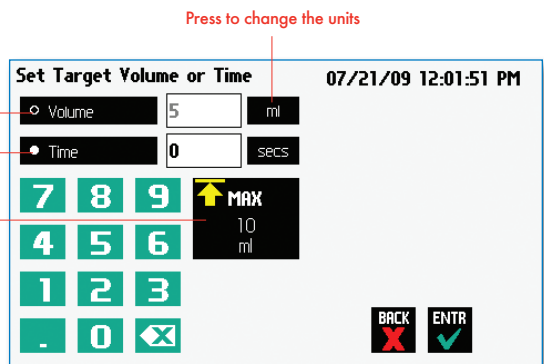 Press to change the units
Set Target Volume or Time 07/21/09 12:01:51 PM
Volume 5 ml
Time 0 secs
7 8 9 MAX
10
4 5 6 ml
1 2 3
. 0
BACK ENTR